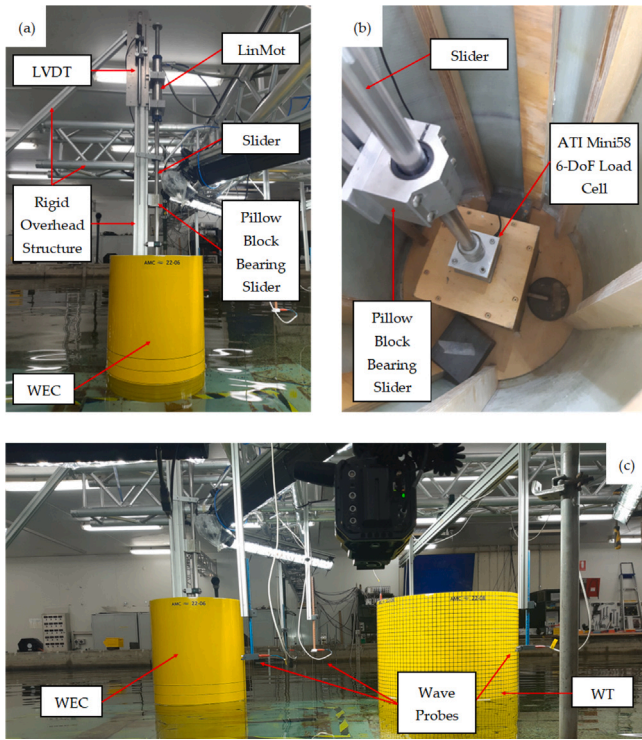 (a)
LVDT
LinMot
Slider
Rigid
Overhead
Structure
Pillow
Block
Bearing
Slider
AMC 22-06
WEC
(b)
Slider
ATI Mini58
6-DoF Load
Cell
Pillow
Block
Bearing
Slider
(c)
AMC 22-06
AMC 22-06
WEC
Wave
Probes
WT